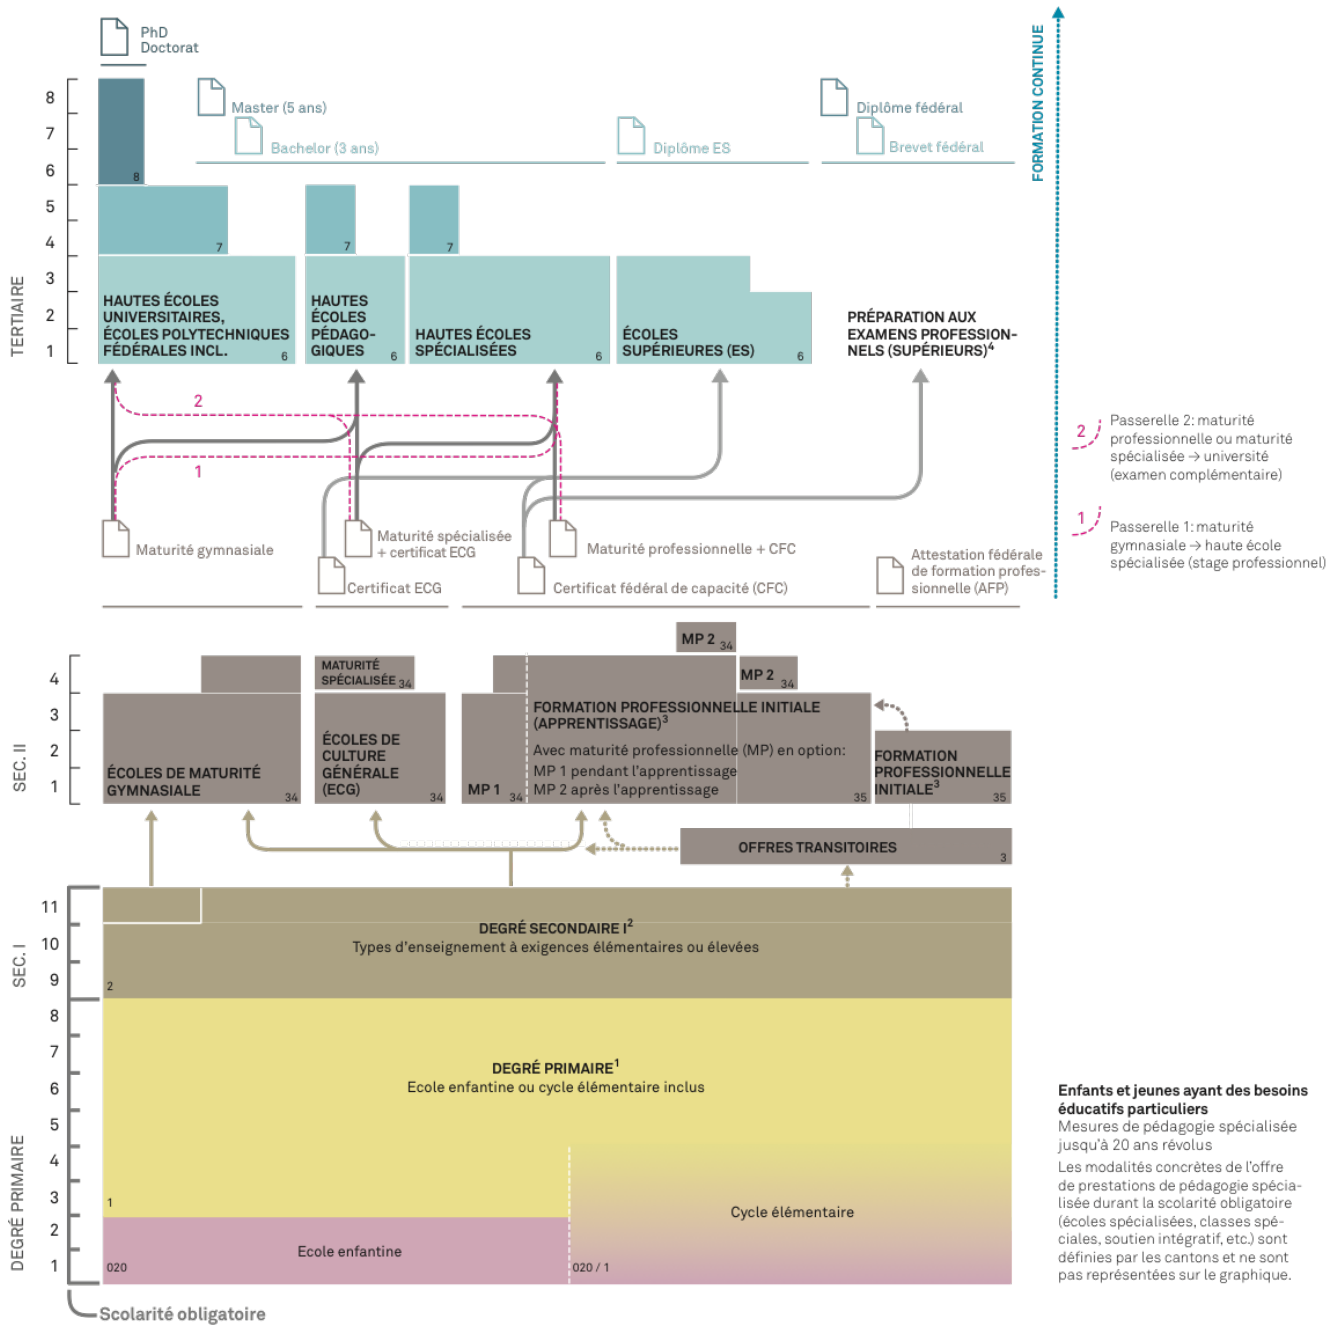 PhD
Doctorat
FORMATION CONTINUE
8
7
6
5
4
3
2
1
TERTIAIRE
Master (5 ans)
Bachelor (3 ans)
Diplôme ES
Diplôme fédéral
Brevet fédéral
8
7
7
7
HAUTES ÉCOLES
UNIVERSITAIRES,
ÉCOLES POLYTECHNIQUES
FÉDÉRALES INCL.
6
HAUTES
ÉCOLES
PÉDAGO-
GIQUES
6
HAUTES ÉCOLES
SPÉCIALISÉES
6
ÉCOLES
SUPÉRIEURES (ES)
6
PRÉPARATION AUX
EXAMENS PROFESSION-
NELS (SUPÉRIEURS)4
2
1
2
Passerelle 2: maturité
professionnelle ou maturité
spécialisée → université
(examen complémentaire)
1
Passerelle 1: maturité
gymnasiale → haute école
spécialisée (stage professionnel)
Maturité gymnasiale
Maturité spécialisée
+ certificat ECG
Certificat ECG
Maturité professionnelle + CFC
Certificat fédéral de capacité (CFC)
Attestation fédérale
de formation profes-
sionnelle (AFP)
4
3
2
1
SEC. II
ÉCOLES DE MATURITÉ
GYMNASIALE
34
MATURITÉ
SPÉCIALISÉE 34
ÉCOLES DE
CULTURE
GÉNÉRALE
(ECG)
34
MP 1 34
MP 2 34
MP 2 34
FORMATION PROFESSIONNELLE INITIALE
(APPRENTISSAGE)3
Avec maturité professionnelle (MP) en option:
MP 1 pendant l'apprentissage
MP 2 après l'apprentissage
35
FORMATION
PROFESSIONNELLE
INITIALE3
35
OFFRES TRANSITOIRES
3
11
10
9
SEC. I
DEGRÉ SECONDAIRE I2
Types d'enseignement à exigences élémentaires ou élevées
2
8
7
6
5
4
3
2
1
DEGRÉ PRIMAIRE
DEGRÉ PRIMAIRE1
Ecole enfantine ou cycle élémentaire inclus
1
Ecole enfantine
020
Cycle élémentaire
020 / 1
Scolarité obligatoire
Enfants et jeunes ayant des besoins
éducatifs particuliers
Mesures de pédagogie spécialisée
jusqu'à 20 ans révolus
Les modalités concrètes de l'offre
de prestations de pédagogie spécia-
lisée durant la scolarité obligatoire
(écoles spécialisées, classes spé-
ciales, soutien intégratif, etc.) sont
définies par les cantons et ne sont
pas représentées sur le graphique.